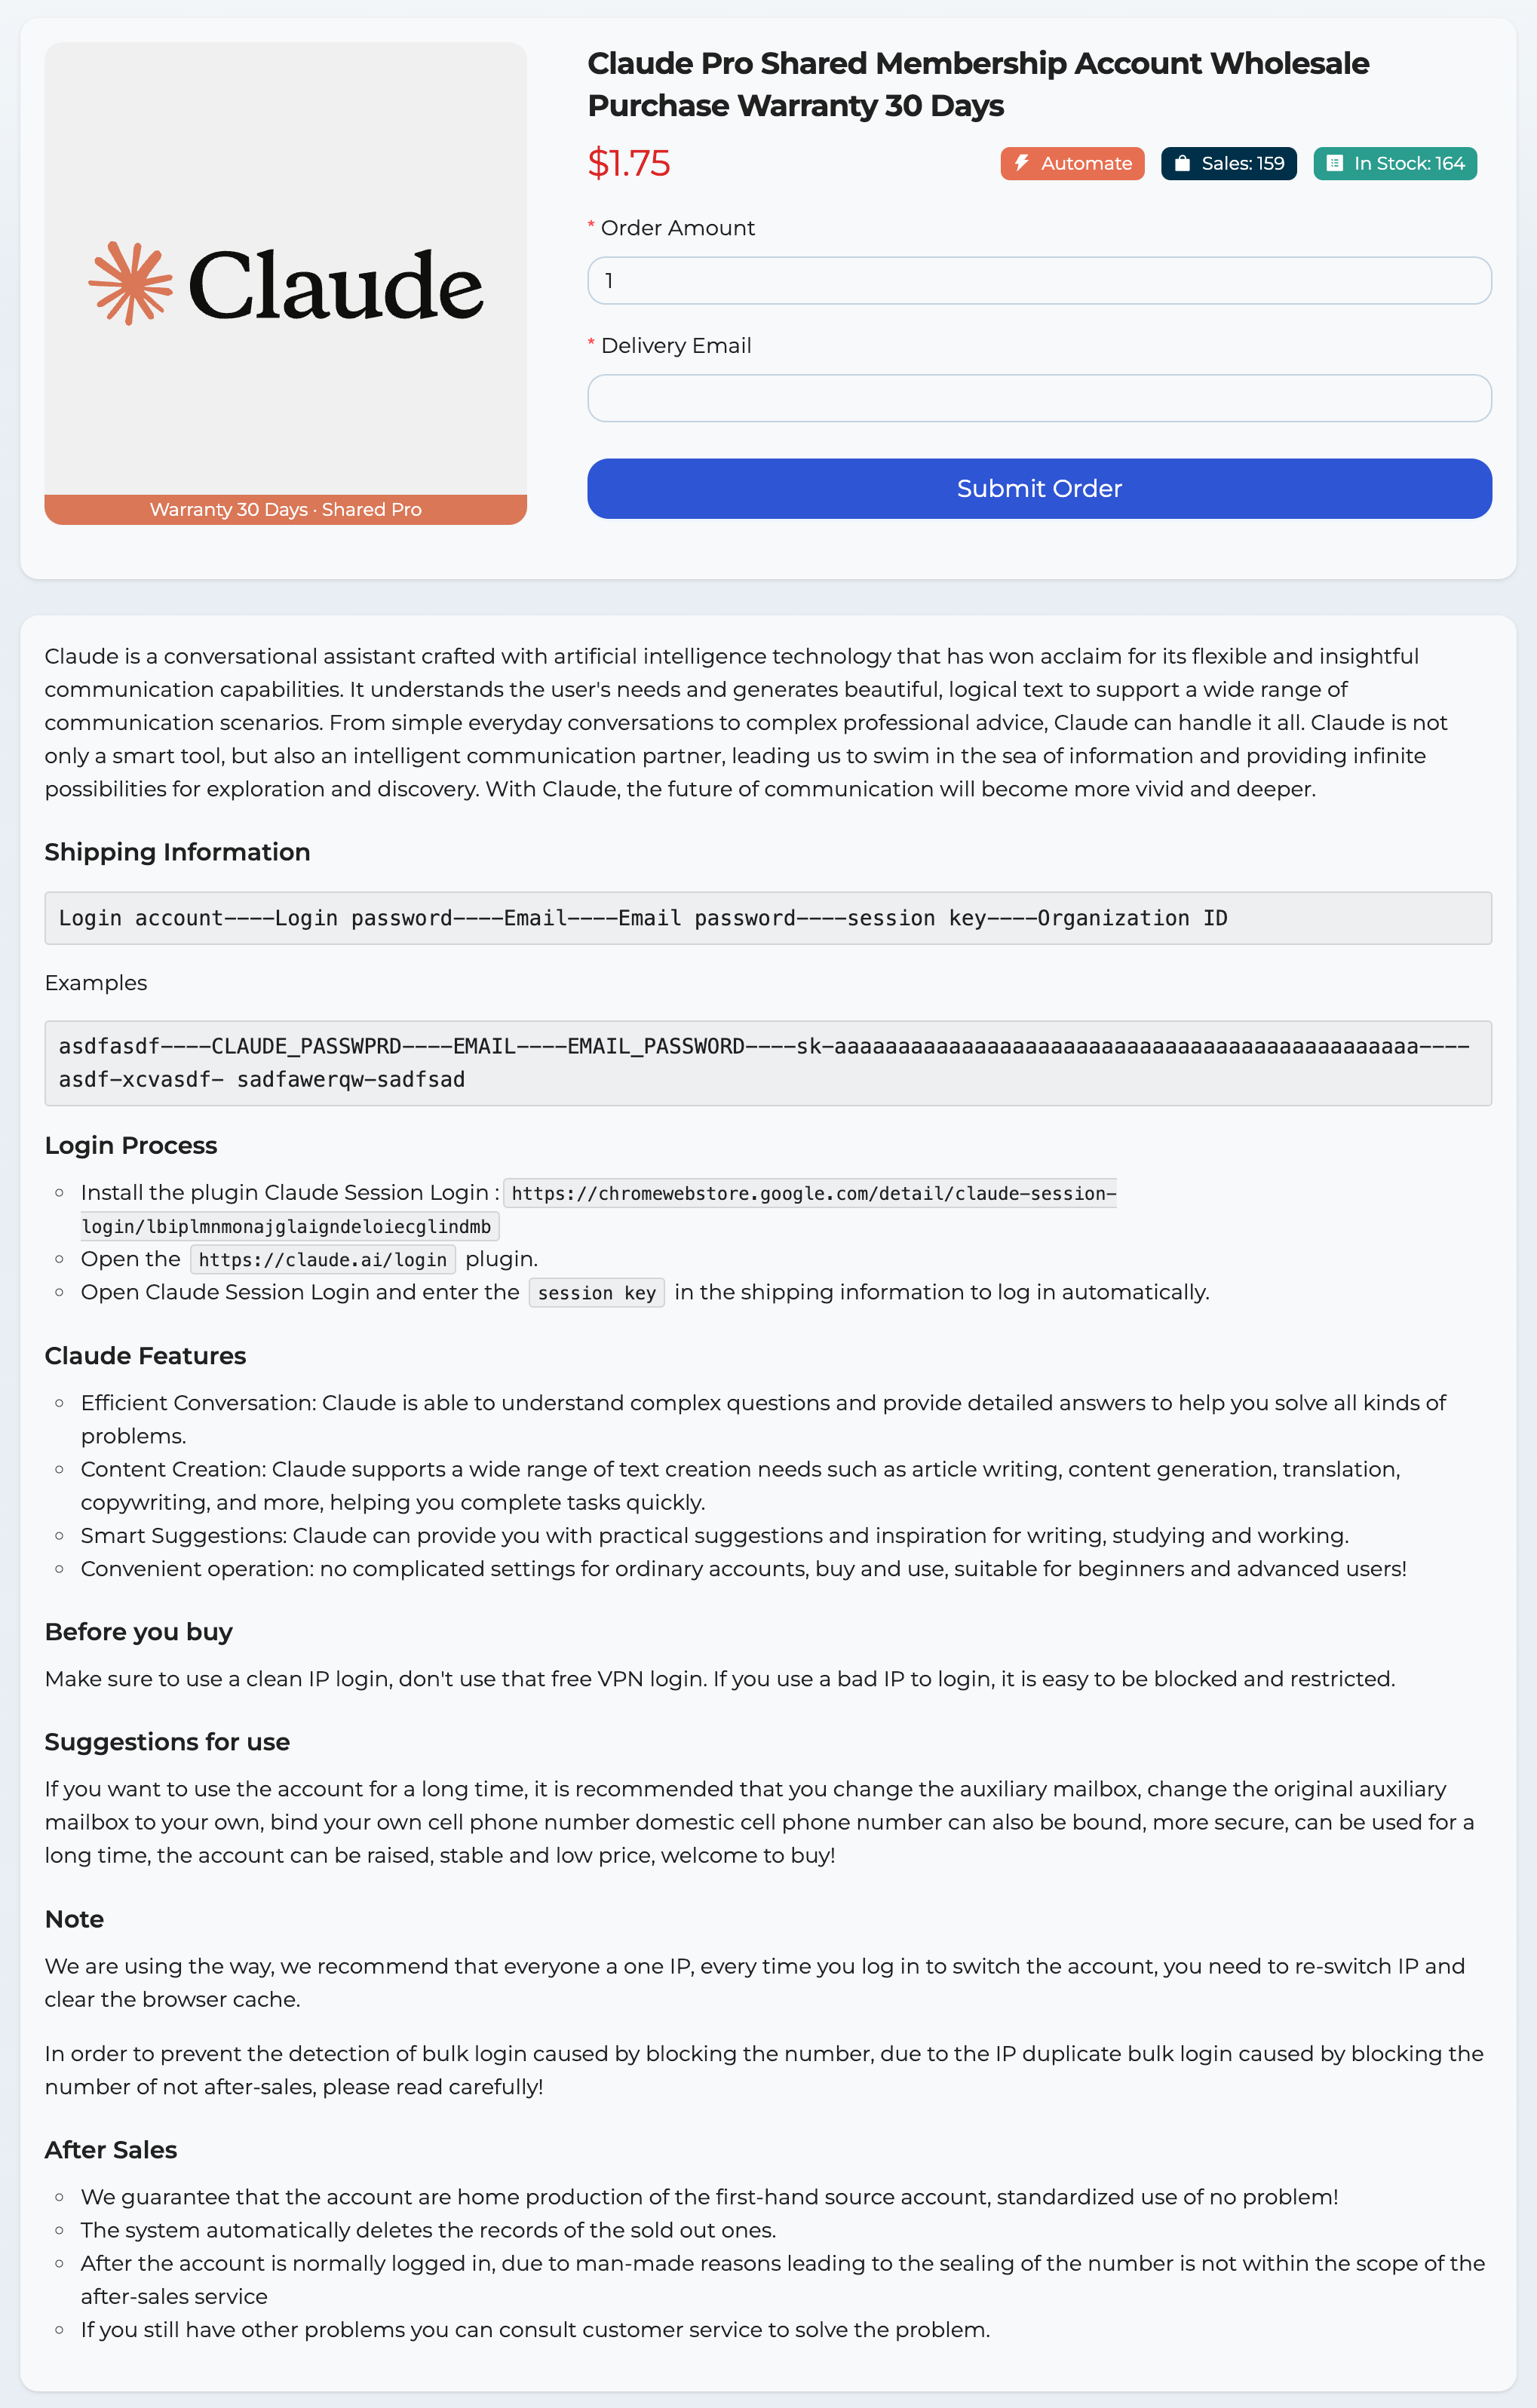 Claude
Warranty 30 Days · Shared Pro
Claude Pro Shared Membership Account Wholesale
Purchase Warranty 30 Days
$1.75
Automate
Sales: 159
In Stock: 164
* Order Amount
1
* Delivery Email
Submit Order
Claude is a conversational assistant crafted with artificial intelligence technology that has won acclaim for its flexible and insightful
communication capabilities. It understands the user's needs and generates beautiful, logical text to support a wide range of
communication scenarios. From simple everyday conversations to complex professional advice, Claude can handle it all. Claude is not
only a smart tool, but also an intelligent communication partner, leading us to swim in the sea of information and providing infinite
possibilities for exploration and discovery. With Claude, the future of communication will become more vivid and deeper.
Shipping Information
Login account----Login password----Email----Email password----session key----Organization ID
Examples
asdfasdf----CLAUDE_PASSWPRD----EMAIL----EMAIL_PASSWORD----sk-aaaaaaaaaaaaaaaaaaaaaaaaaaaaaaaaaaaaaaaaaaaaaa----
asdf-xcvasdf- sadfawerqw-sadfsad
Login Process
Install the plugin Claude Session Login : https://chromewebstore.google.com/detail/claude-session-
login/lbiplmnmonajglaigndeloiecglindmb
Open the https://claude.ai/login plugin.
Open Claude Session Login and enter the session key in the shipping information to log in automatically.
Claude Features
Efficient Conversation: Claude is able to understand complex questions and provide detailed answers to help you solve all kinds of
problems.
Content Creation: Claude supports a wide range of text creation needs such as article writing, content generation, translation,
copywriting, and more, helping you complete tasks quickly.
Smart Suggestions: Claude can provide you with practical suggestions and inspiration for writing, studying and working.
Convenient operation: no complicated settings for ordinary accounts, buy and use, suitable for beginners and advanced users!
Before you buy
Make sure to use a clean IP login, don't use that free VPN login. If you use a bad IP to login, it is easy to be blocked and restricted.
Suggestions for use
If you want to use the account for a long time, it is recommended that you change the auxiliary mailbox, change the original auxiliary
mailbox to your own, bind your own cell phone number domestic cell phone number can also be bound, more secure, can be used for a
long time, the account can be raised, stable and low price, welcome to buy!
Note
We are using the way, we recommend that everyone a one IP, every time you log in to switch the account, you need to re-switch IP and
clear the browser cache.
In order to prevent the detection of bulk login caused by blocking the number, due to the IP duplicate bulk login caused by blocking the
number of not after-sales, please read carefully!
After Sales
We guarantee that the account are home production of the first-hand source account, standardized use of no problem!
The system automatically deletes the records of the sold out ones.
After the account is normally logged in, due to man-made reasons leading to the sealing of the number is not within the scope of the
after-sales service
If you still have other problems you can consult customer service to solve the problem.